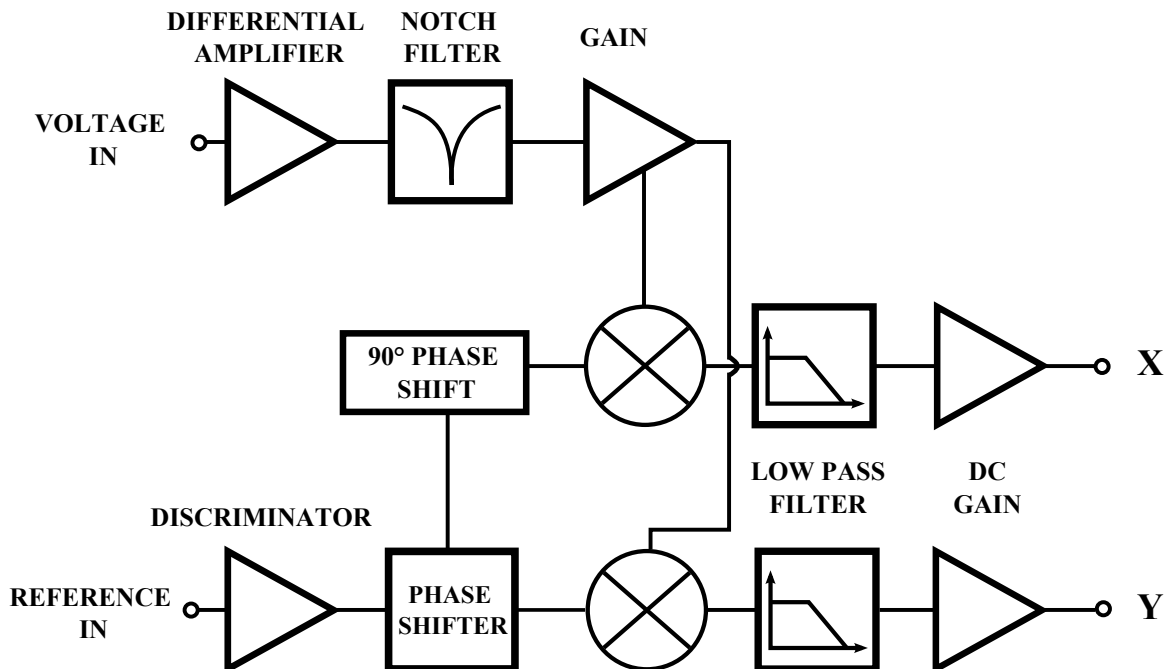 DIFFERENTIAL
AMPLIFIER
NOTCH
FILTER
GAIN
VOLTAGE
IN
90° PHASE
SHIFT
X
LOW PASS
FILTER
DC
GAIN
DISCRIMINATOR
REFERENCE
IN
PHASE
SHIFTER
Y